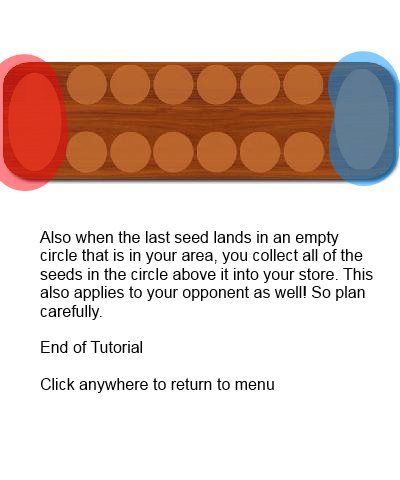 Also when the last seed lands in an empty
circle that is in your area, you collect all of the
seeds in the circle above it into your store. This
also applies to your opponent as well! So plan
carefully.
End of Tutorial
Click anywhere to return to menu